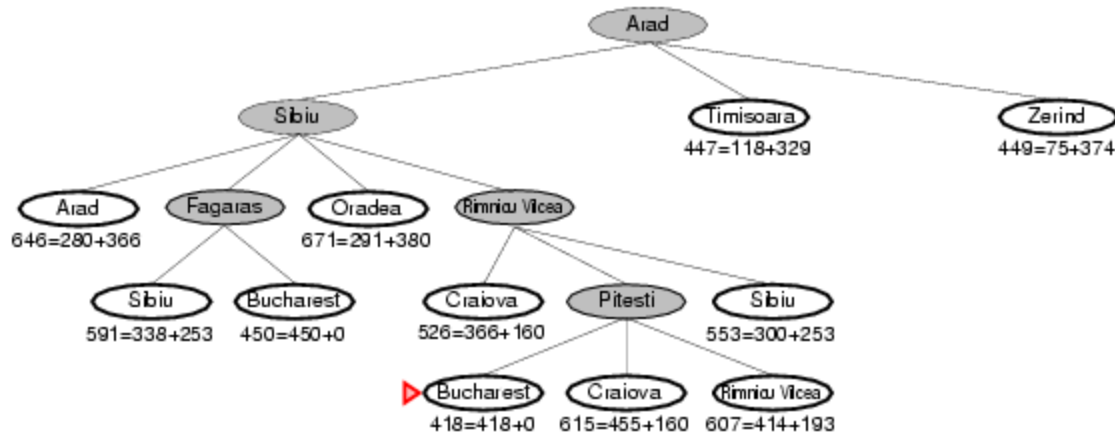 Arad
Sibiu
Timisoara
Zerind
447=118+329
449=75+374
Arad
Fagaras
Oradea
Rimnicu Vilcea
646=280+366
671=291+380
Sibiu
Bucharest
Craiova
Pitesti
Sibiu
591=338+253
450=450+0
526=366+160
553=300+253
Bucharest
Craiova
Rimnicu Vilcea
418=418+0
615=455+160
607=414+193